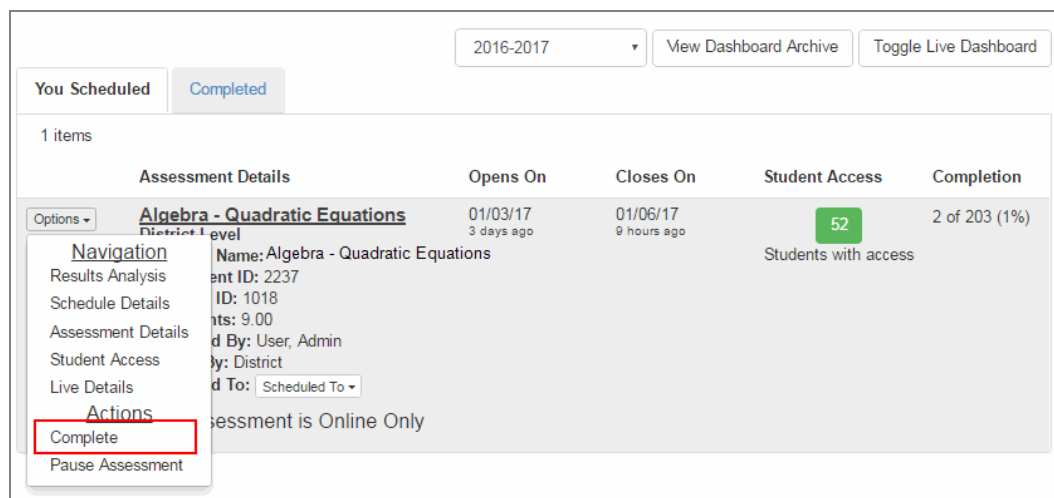 2016-2017 View Dashboard Archive Toggle Live Dashboard
You Scheduled Completed
1 items
Assessment Details Opens On Closes On Student Access Completion
Options Algebra - Quadratic Equations 01/03/17 01/06/17 52 2 of 203 (1%)
District Level 3 days ago 9 hours ago
Navigation Name: Algebra - Quadratic Equations Students with access
Results Analysis ent ID: 2237
Schedule Details ID: 1018
Assessment Details nts: 9.00
Student Access d By: User, Admin
By: District
Live Details d To: Scheduled To
Actions
sessment is Online Only
Complete
Pause Assessment